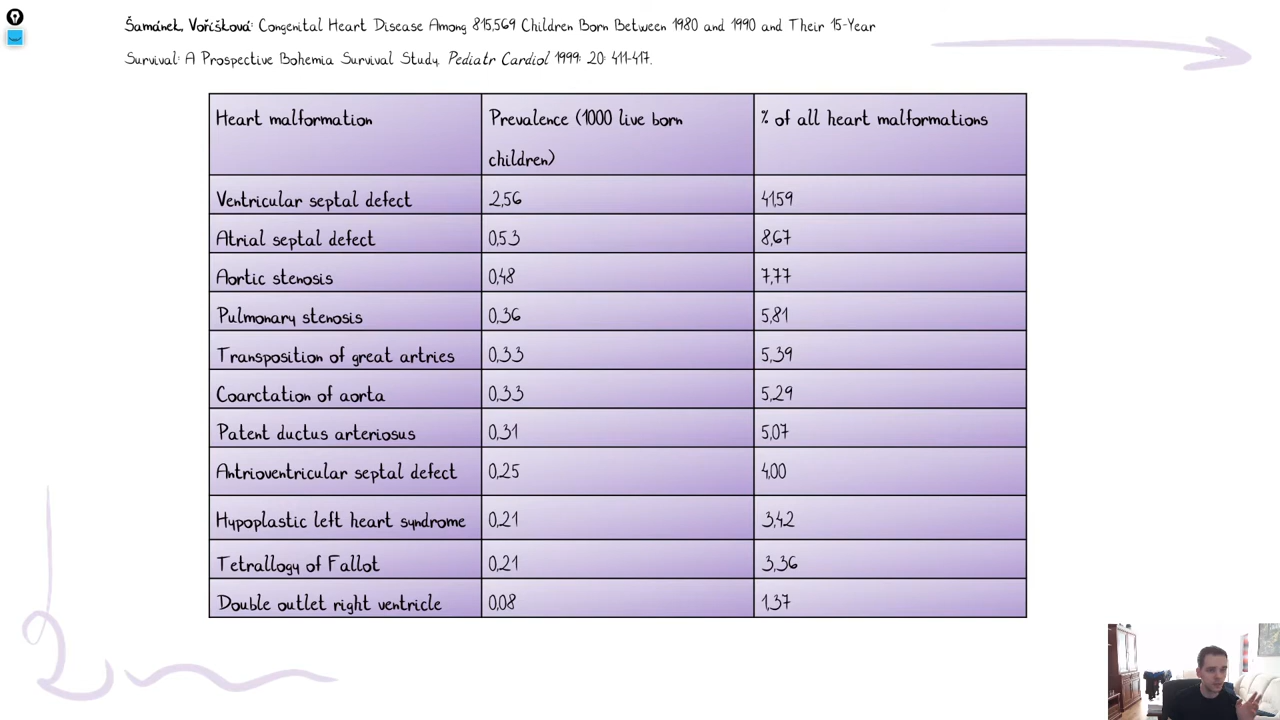 Šamánet, Voříšková: Congenital Heart Disease Among 815,569 Children Born Between 1980 and 1990 and Their 15-Year
Survival: A Prospective Bohemia Survival Study, Pediatr Cardiol 1999: 20: 411-417.
Heart malformation
Prevalence (1000 live born
children)
% of all heart malformations
Ventricular septal defect
2,56
41,59
Atrial septal defect
0,53
8,67
Aortic stenosis
0,48
7,77
Pulmonary stenosis
0,36
5,81
Transposition of great artries
0,33
5,39
Coarctation of aorta
0,33
5,29
Patent ductus arteriosus
0,31
5,07
Antrioventricular septal defect
0,25
4,00
Hypoplastic left heart syndrome
0,21
3,42
Tetrallogy of Fallot
0,21
3,36
Double outlet right ventricle
0,08
1,37